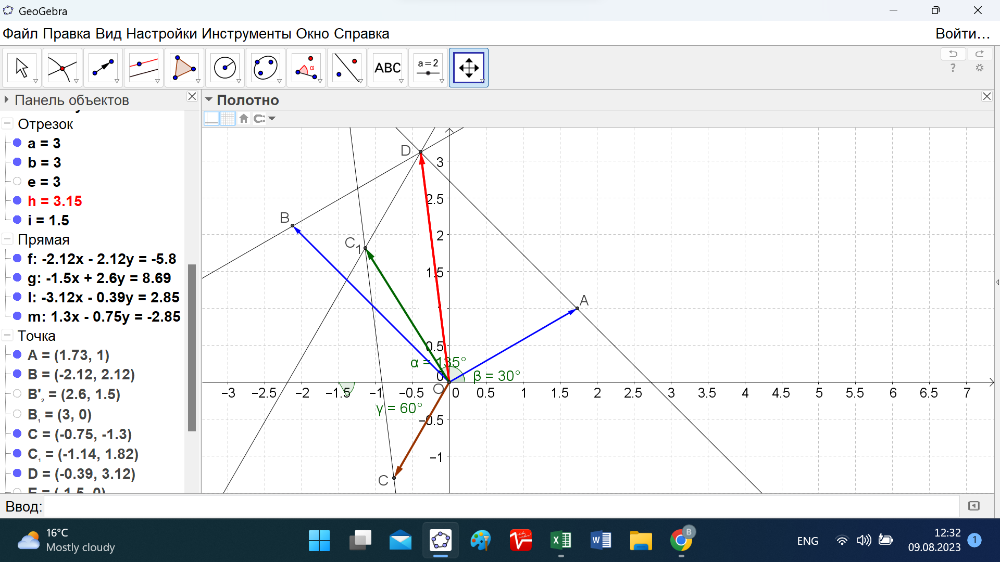 GeoGebra
Файл Правка Вид Настройки Инструменты Окно Справка
Войти…
ABC
a=2
α
?
Панель объектов
Полотно
Отрезок
a = 3
b = 3
e = 3
h = 3.15
i = 1.5
Прямая
f: -2.12x - 2.12y = -5.8
g: -1.5x + 2.6y = 8.69
l: -3.12x - 0.39y = 2.85
m: 1.3x - 0.75y = -2.85
Точка
A = (1.73, 1)
B = (-2.12, 2.12)
B'₂ = (2.6, 1.5)
B₁ = (3, 0)
C = (-0.75, -1.3)
C₁ = (-1.14, 1.82)
D = (-0.39, 3.12)
D
3
2.5
B
2
C₁
1.5
A
1
0.5
α = 135°
0
β = 30°
O
−3 −2.5 −2 −1.5 −1 −0.5 0 0.5 1 1.5 2 2.5 3 3.5 4 4.5 5 5.5 6 6.5 7
γ = 60°
−0.5
−1
C
Ввод:
16°C
Mostly cloudy
B
ENG
12:32
09.08.2023
1